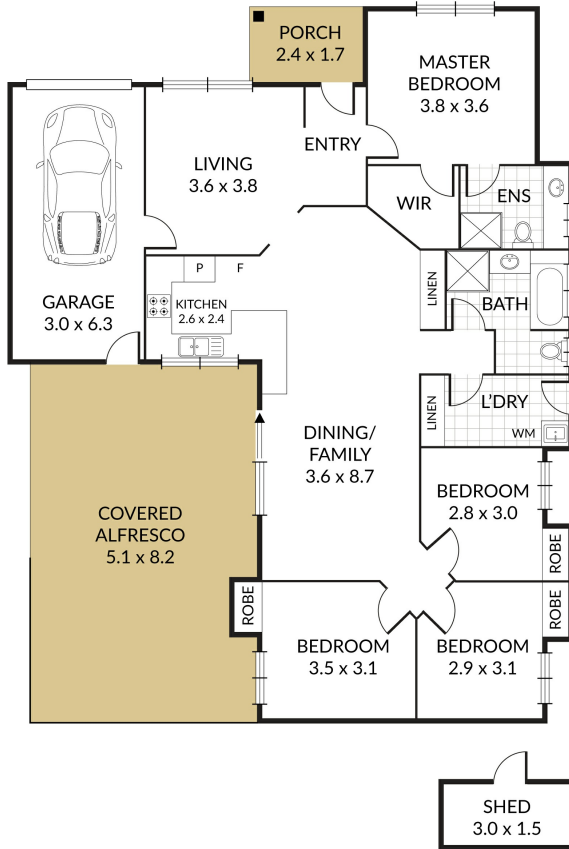 PORCH
2.4 x 1.7
MASTER
BEDROOM
3.8 x 3.6
ENTRY
LIVING
3.6 x 3.8
WIR
ENS
P
F
KITCHEN
2.6 x 2.4
LINEN
BATH
GARAGE
3.0 x 6.3
LINEN
L'DRY
WM
DINING/
FAMILY
3.6 x 8.7
BEDROOM
2.8 x 3.0
COVERED
ALFRESCO
5.1 x 8.2
ROBE
ROBE
ROBE
BEDROOM
3.5 x 3.1
BEDROOM
2.9 x 3.1
SHED
3.0 x 1.5